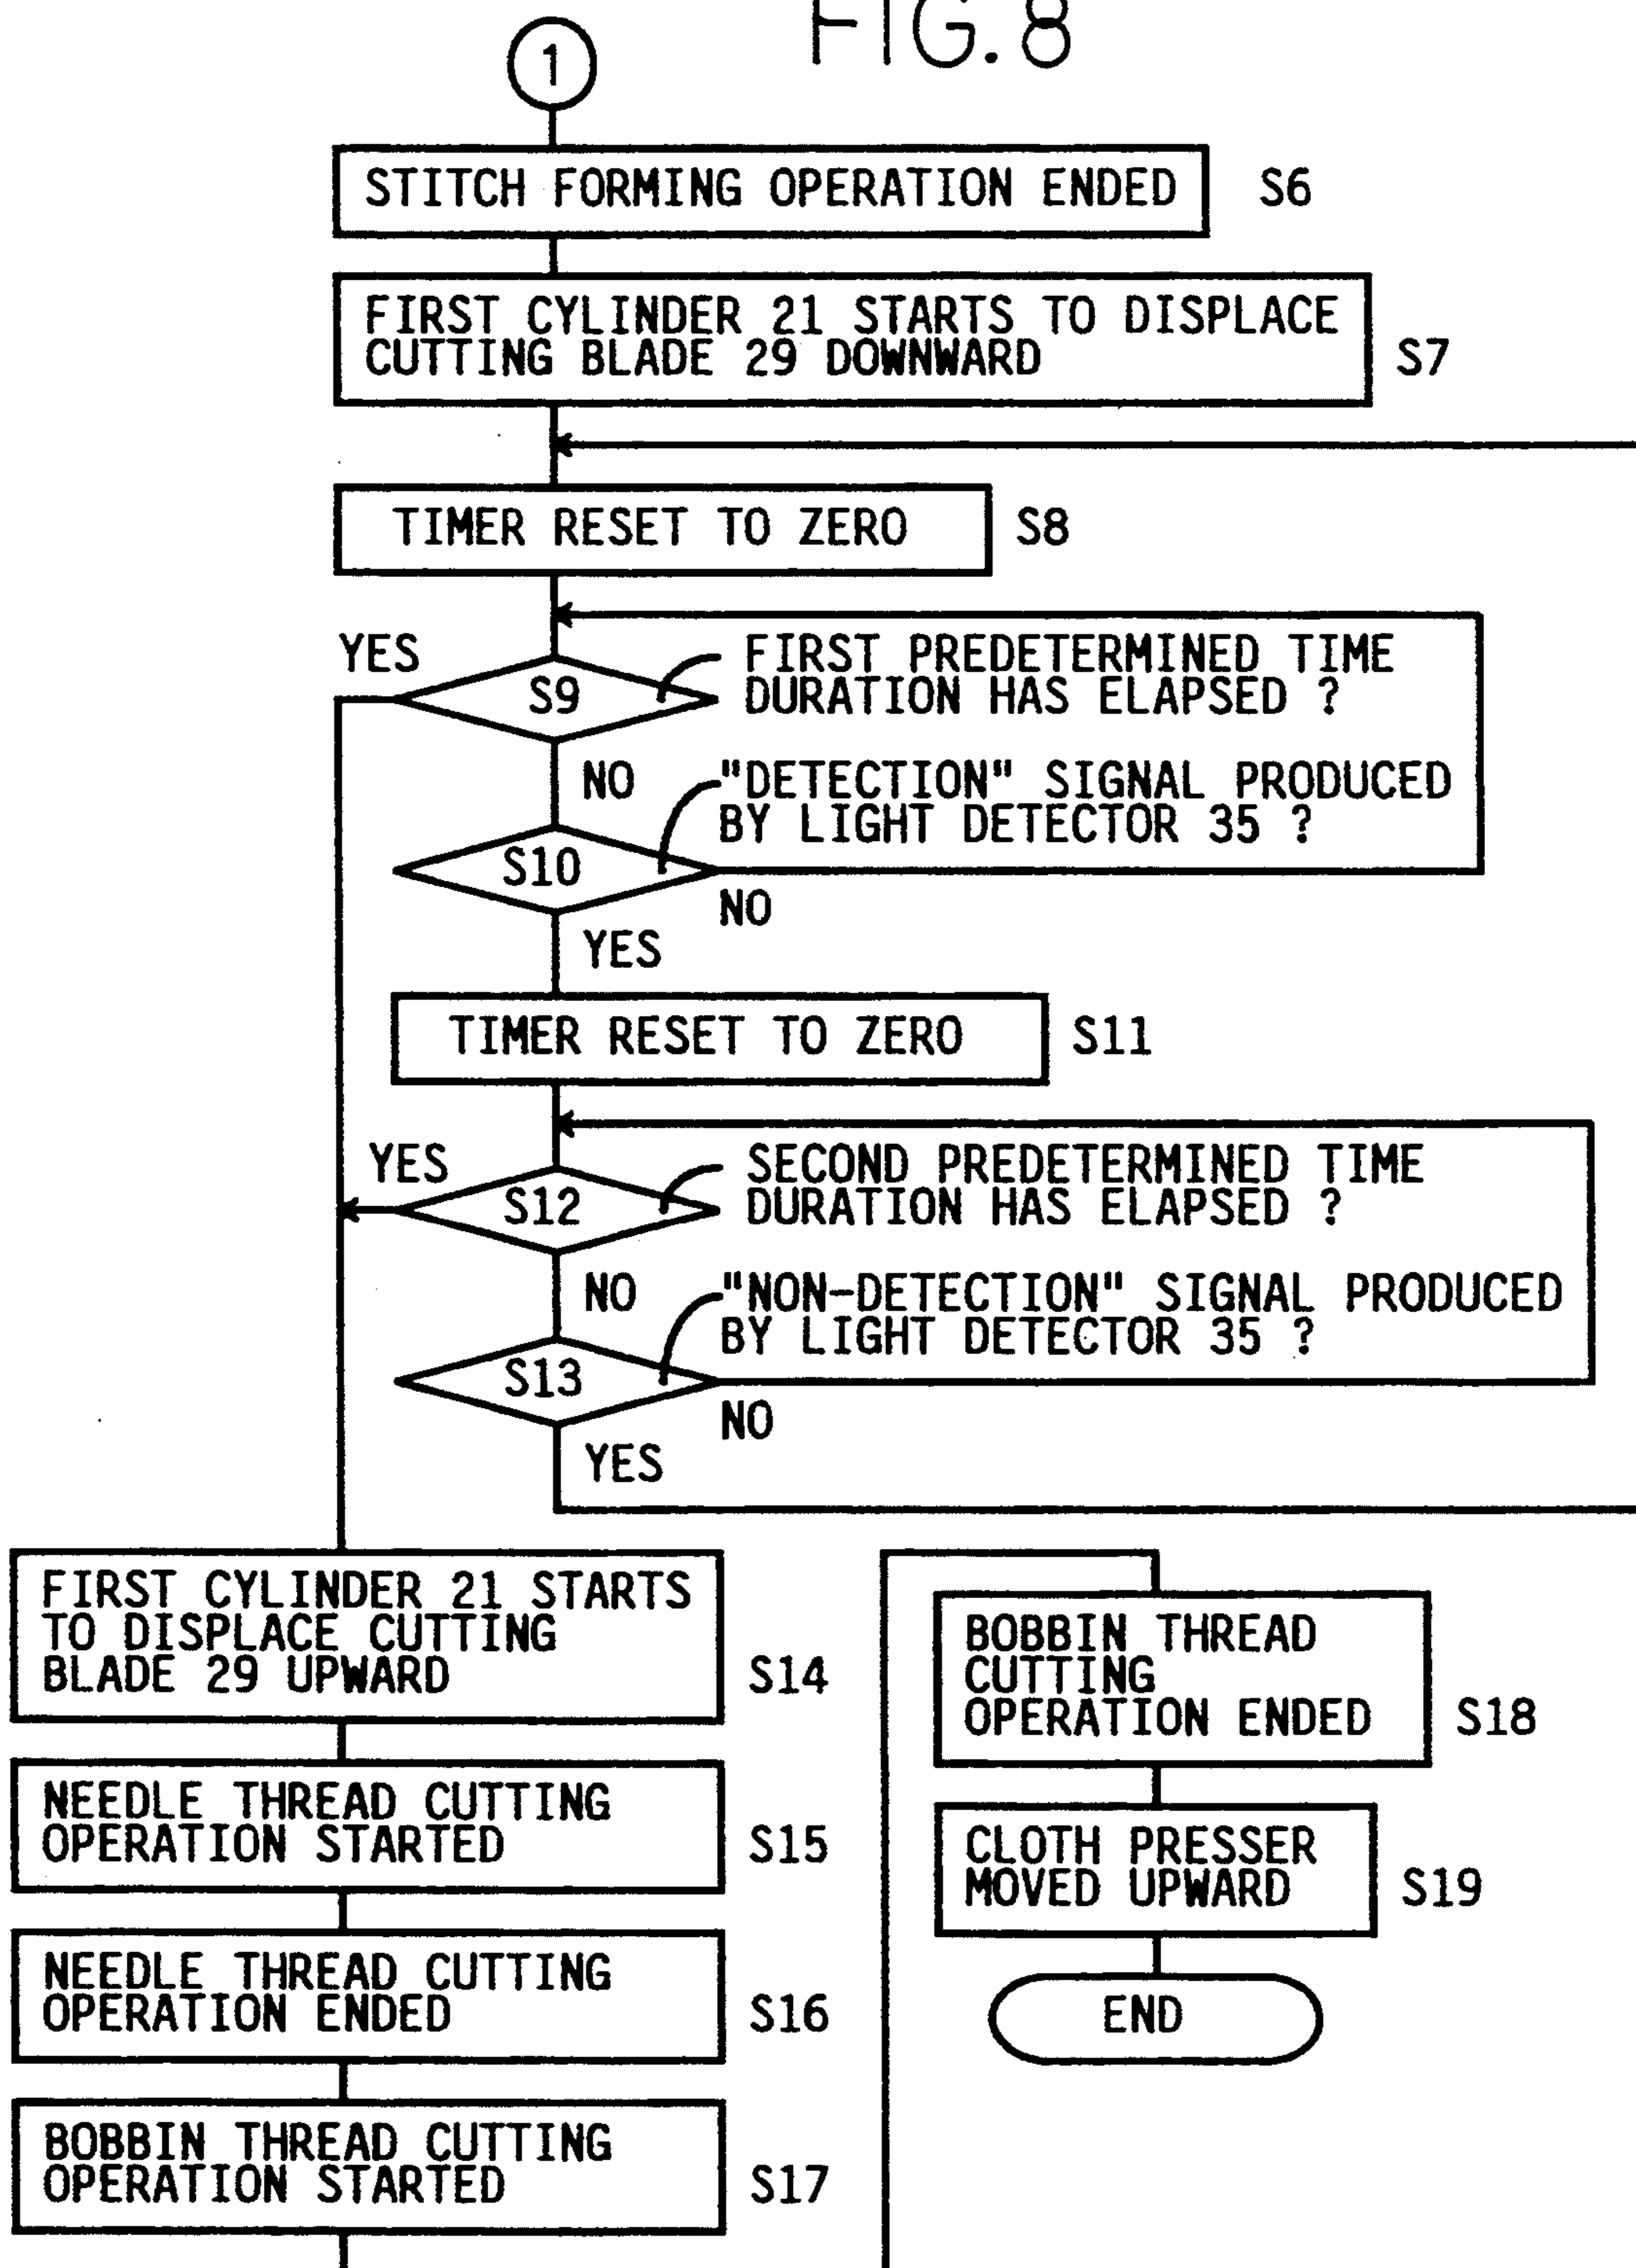 FIG. 8
1
STITCH FORMING OPERATION ENDED S6
FIRST CYLINDER 21 STARTS TO DISPLACE
CUTTING BLADE 29 DOWNWARD S7
TIMER RESET TO ZERO S8
YES
FIRST PREDETERMINED TIME
DURATION HAS ELAPSED ?
S9
NO
"DETECTION" SIGNAL PRODUCED
BY LIGHT DETECTOR 35 ?
S10
NO
YES
TIMER RESET TO ZERO S11
YES
SECOND PREDETERMINED TIME
DURATION HAS ELAPSED ?
S12
NO
"NON-DETECTION" SIGNAL PRODUCED
BY LIGHT DETECTOR 35 ?
S13
NO
YES
FIRST CYLINDER 21 STARTS
TO DISPLACE CUTTING
BLADE 29 UPWARD S14
NEEDLE THREAD CUTTING
OPERATION STARTED S15
NEEDLE THREAD CUTTING
OPERATION ENDED S16
BOBBIN THREAD CUTTING
OPERATION STARTED S17
BOBBIN THREAD
CUTTING
OPERATION ENDED S18
CLOTH PRESSER
MOVED UPWARD S19
END